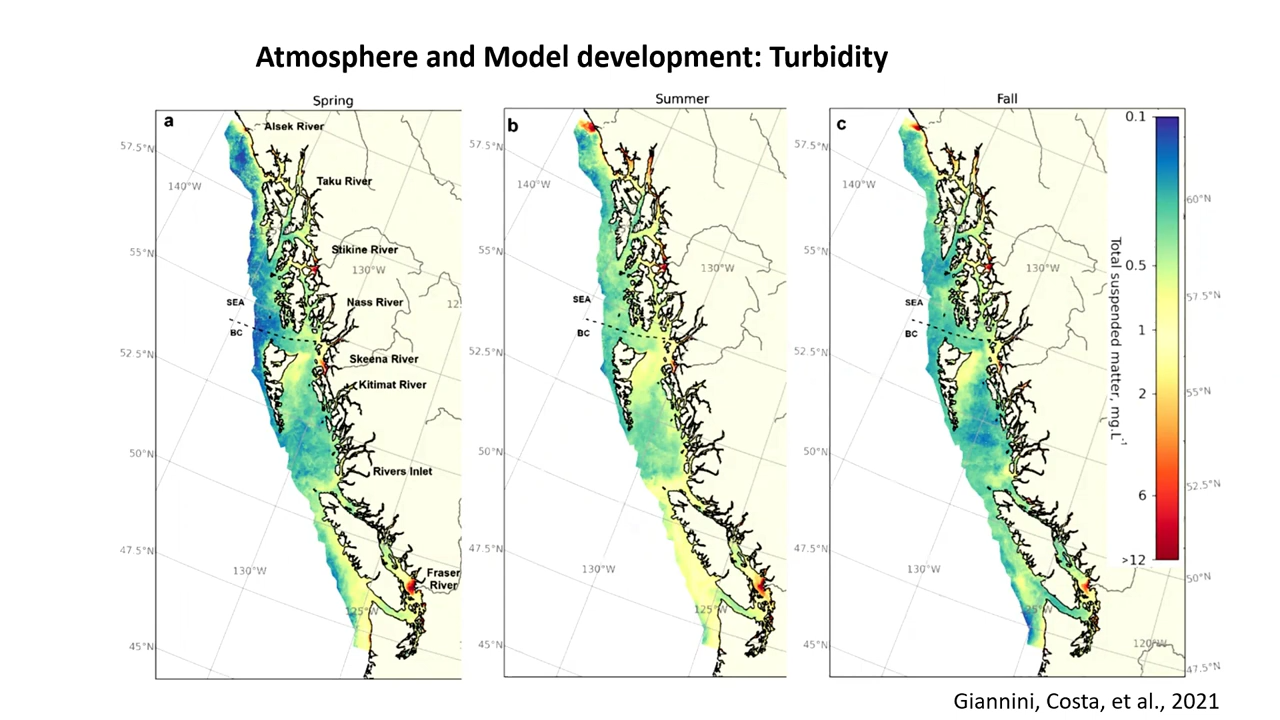 Atmosphere and Model development: Turbidity
Spring
Summer
Fall
a
Alsek River
57.5°N
140°W
Taku River
55°N
Stikine River
130°W
SEA
Nass River
12
BC
52.5°N
Skeena River
Kitimat River
50°N
Rivers Inlet
47.5°N
130°W
Fraser
River
125°W
45°N
b
57.5°N
140°W
55°N
130°W
SEA
BC
52.5°N
50°N
47.5°N
130°W
125°W
45°N
c
57.5°N
140°W
55°N
130°W
SEA
BC
52.5°N
50°N
47.5°N
130°W
125°W
45°N
120°W
0.1
0.5
1
2
6
>12
Total suspended matter, mg.L⁻¹
60°N
57.5°N
55°N
52.5°N
50°N
47.5°N
Giannini, Costa, et al., 2021